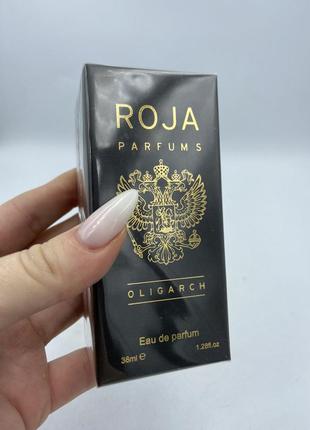 ROJA
PARFUMS
OLIGARCH
Eau de parfum
38ml e 1.28fl.oz